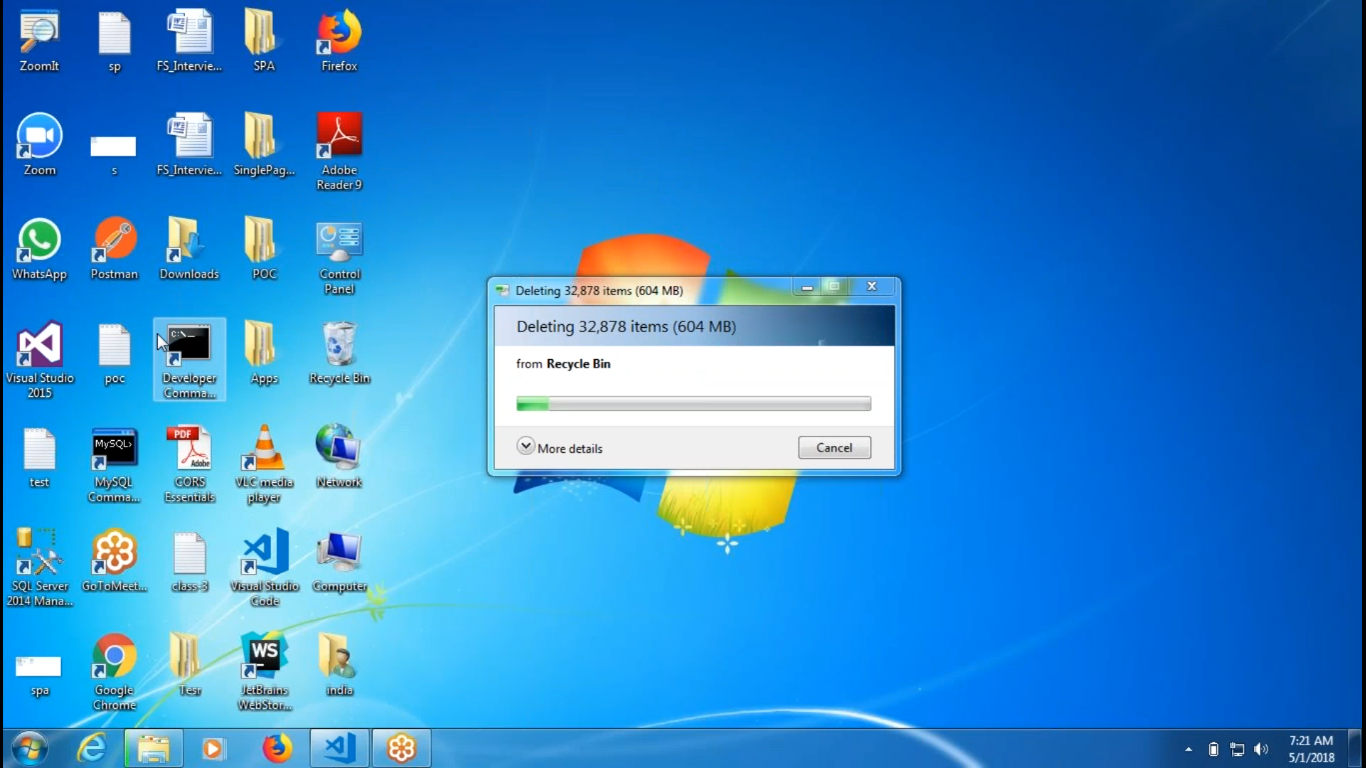 ZoomIt
sp
FS_Intervie...
SPA
Firefox
Zoom
s
FS_Intervie...
SinglePag...
Adobe
Reader 9
WhatsApp
Postman
Downloads
POC
Control
Panel
Visual Studio
2015
poc
C:\_
Developer
Comma...
Apps
Recycle Bin
test
MySQL>
MySQL
Comma...
PDF
Adobe
CORS
Essentials
VLC media
player
Network
SQL Server
2014 Mana...
GoToMeet...
class-3
Visual Studio
Code
Computer
spa
Google
Chrome
Tesr
WS
JetBrains
WebStor...
india
Deleting 32,878 items (604 MB)
Deleting 32,878 items (604 MB)
from Recycle Bin
More details
Cancel
7:21 AM
5/1/2018